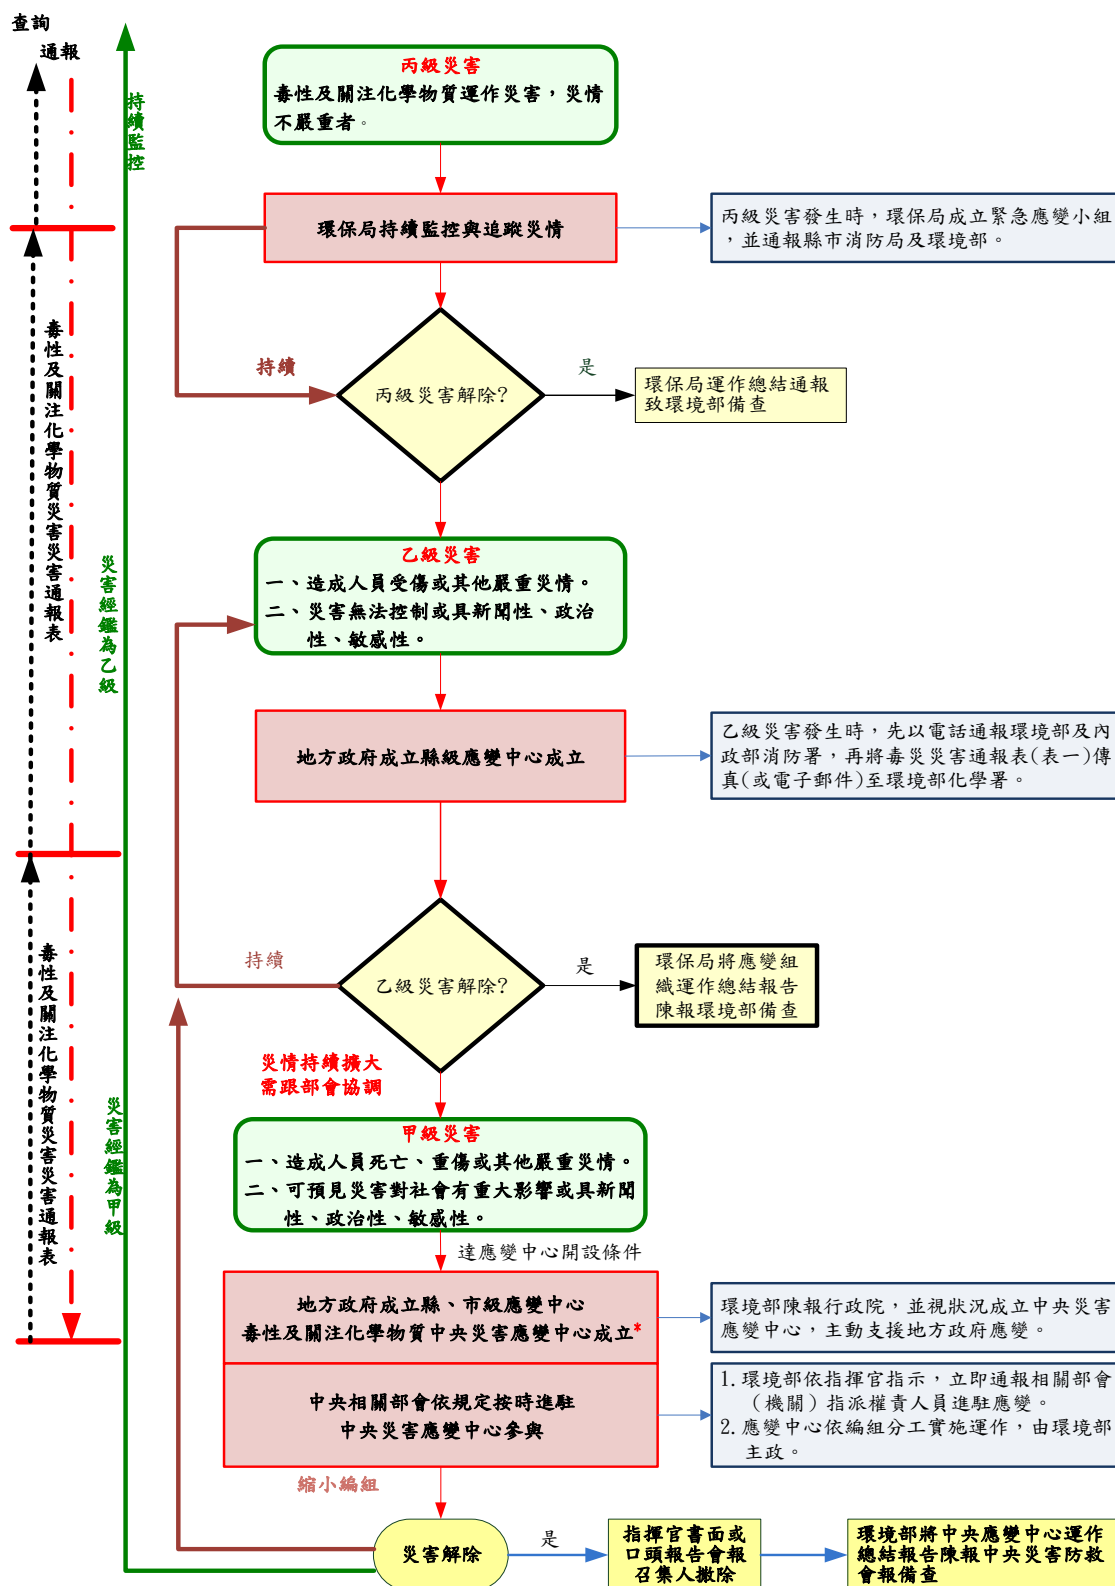 查詢
通報
持續監控
丙級災害
毒性及關注化學物質運作災害，災情
不嚴重者。
環保局持續監控與追蹤災情
丙級災害發生時，環保局成立緊急應變小組
，並通報縣市消防局及環境部。
持續
丙級災害解除?
是
環保局運作總結通報
致環境部備查
毒性及關注化學物質災害災害通報表
災害經鑑為乙級
乙級災害
一、造成人員受傷或其他嚴重災情。
二、災害無法控制或具新聞性、政治
性、敏感性。
地方政府成立縣級應變中心成立
乙級災害發生時，先以電話通報環境部及內
政部消防署，再將毒災災害通報表(表一)傳
真(或電子郵件)至環境部化學署。
持續
乙級災害解除?
是
環保局將應變組
織運作總結報告
陳報環境部備查
毒性及關注化學物質災害災害通報表
災害經鑑為甲級
災情持續擴大
需跟部會協調
甲級災害
一、造成人員死亡、重傷或其他嚴重災情。
二、可預見災害對社會有重大影響或具新聞
性、政治性、敏感性。
達應變中心開設條件
地方政府成立縣、市級應變中心
毒性及關注化學物質中央災害應變中心成立*
環境部陳報行政院，並視狀況成立中央災害
應變中心，主動支援地方政府應變。
中央相關部會依規定按時進駐
中央災害應變中心參與
1.環境部依指揮官指示，立即通報相關部會
（機關）指派權責人員進駐應變。
2.應變中心依編組分工實施運作，由環境部
主政。
縮小編組
災害解除
是
指揮官書面或
口頭報告會報
召集人撤除
環境部將中央應變中心運作
總結報告陳報中央災害防救
會報備查